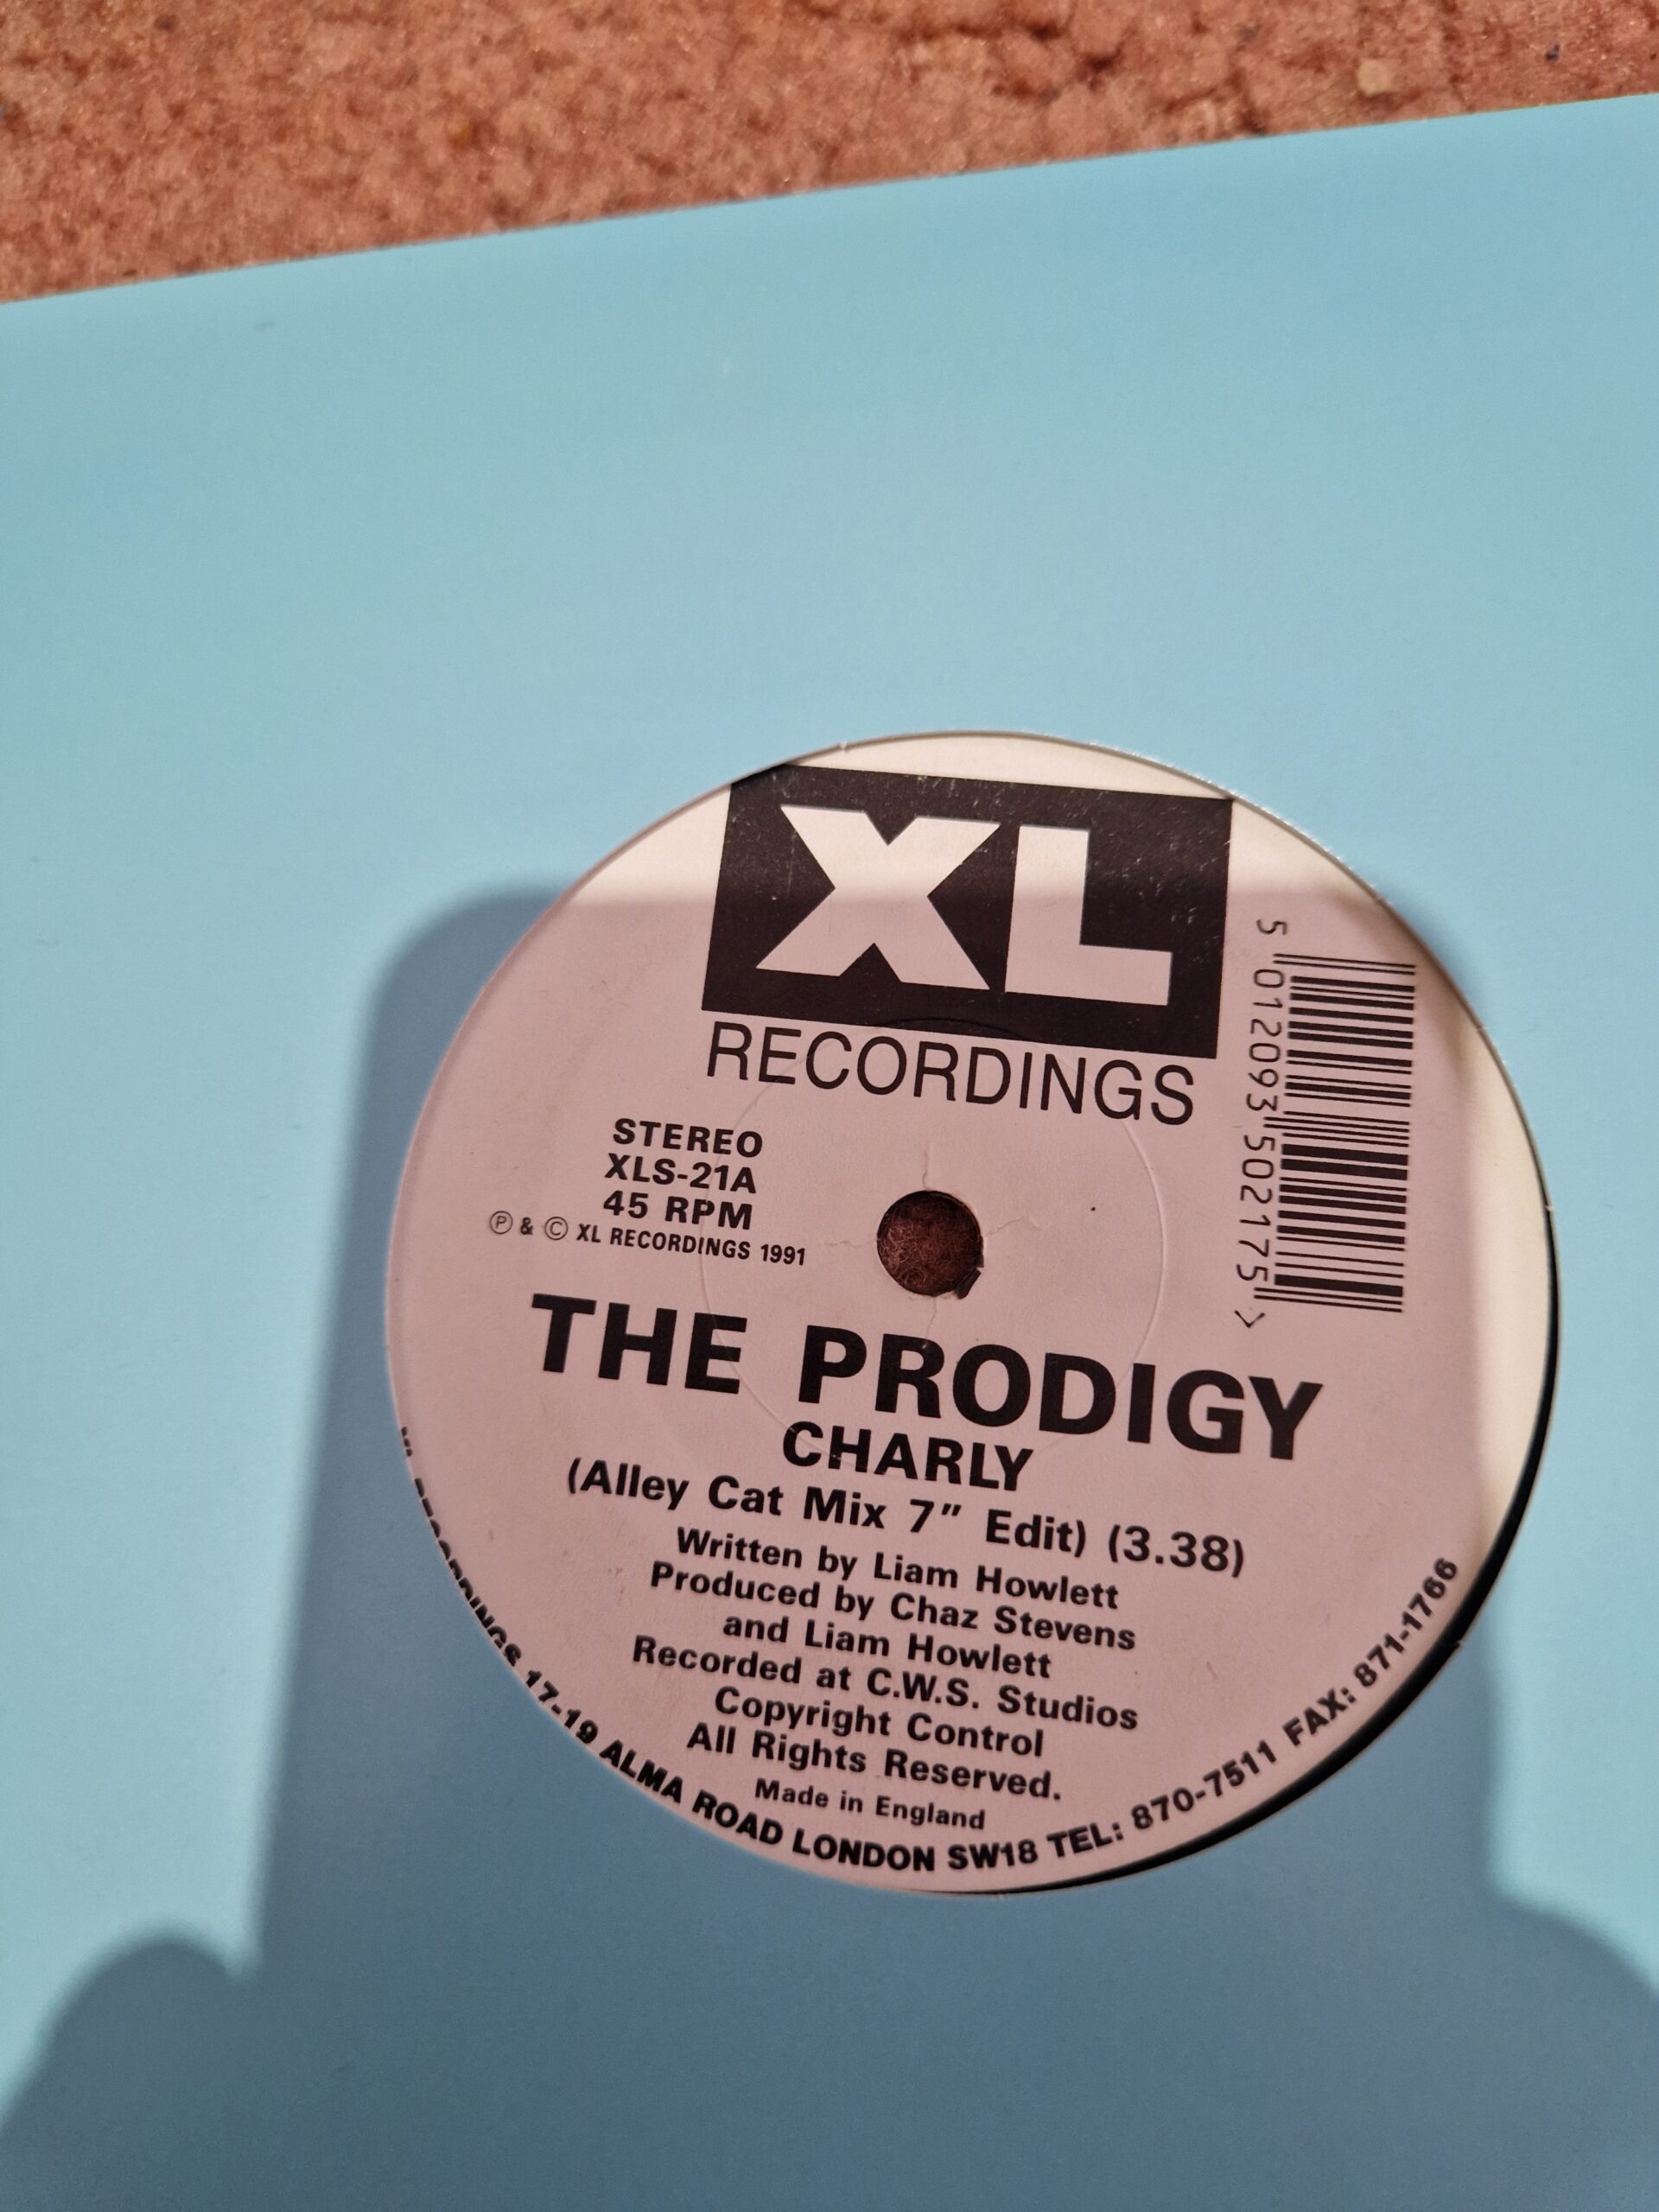 XL
RECORDINGS
5 012093 502175 >
STEREO
XLS-21A
45 RPM
℗ & © XL RECORDINGS 1991
THE PRODIGY
CHARLY
(Alley Cat Mix 7" Edit) (3.38)
Written by Liam Howlett
Produced by Chaz Stevens
and Liam Howlett
Recorded at C.W.S. Studios
Copyright Control
All Rights Reserved.
Made in England
XL RECORDINGS 17-19 ALMA ROAD LONDON SW18 TEL: 870-7511 FAX: 871-1766